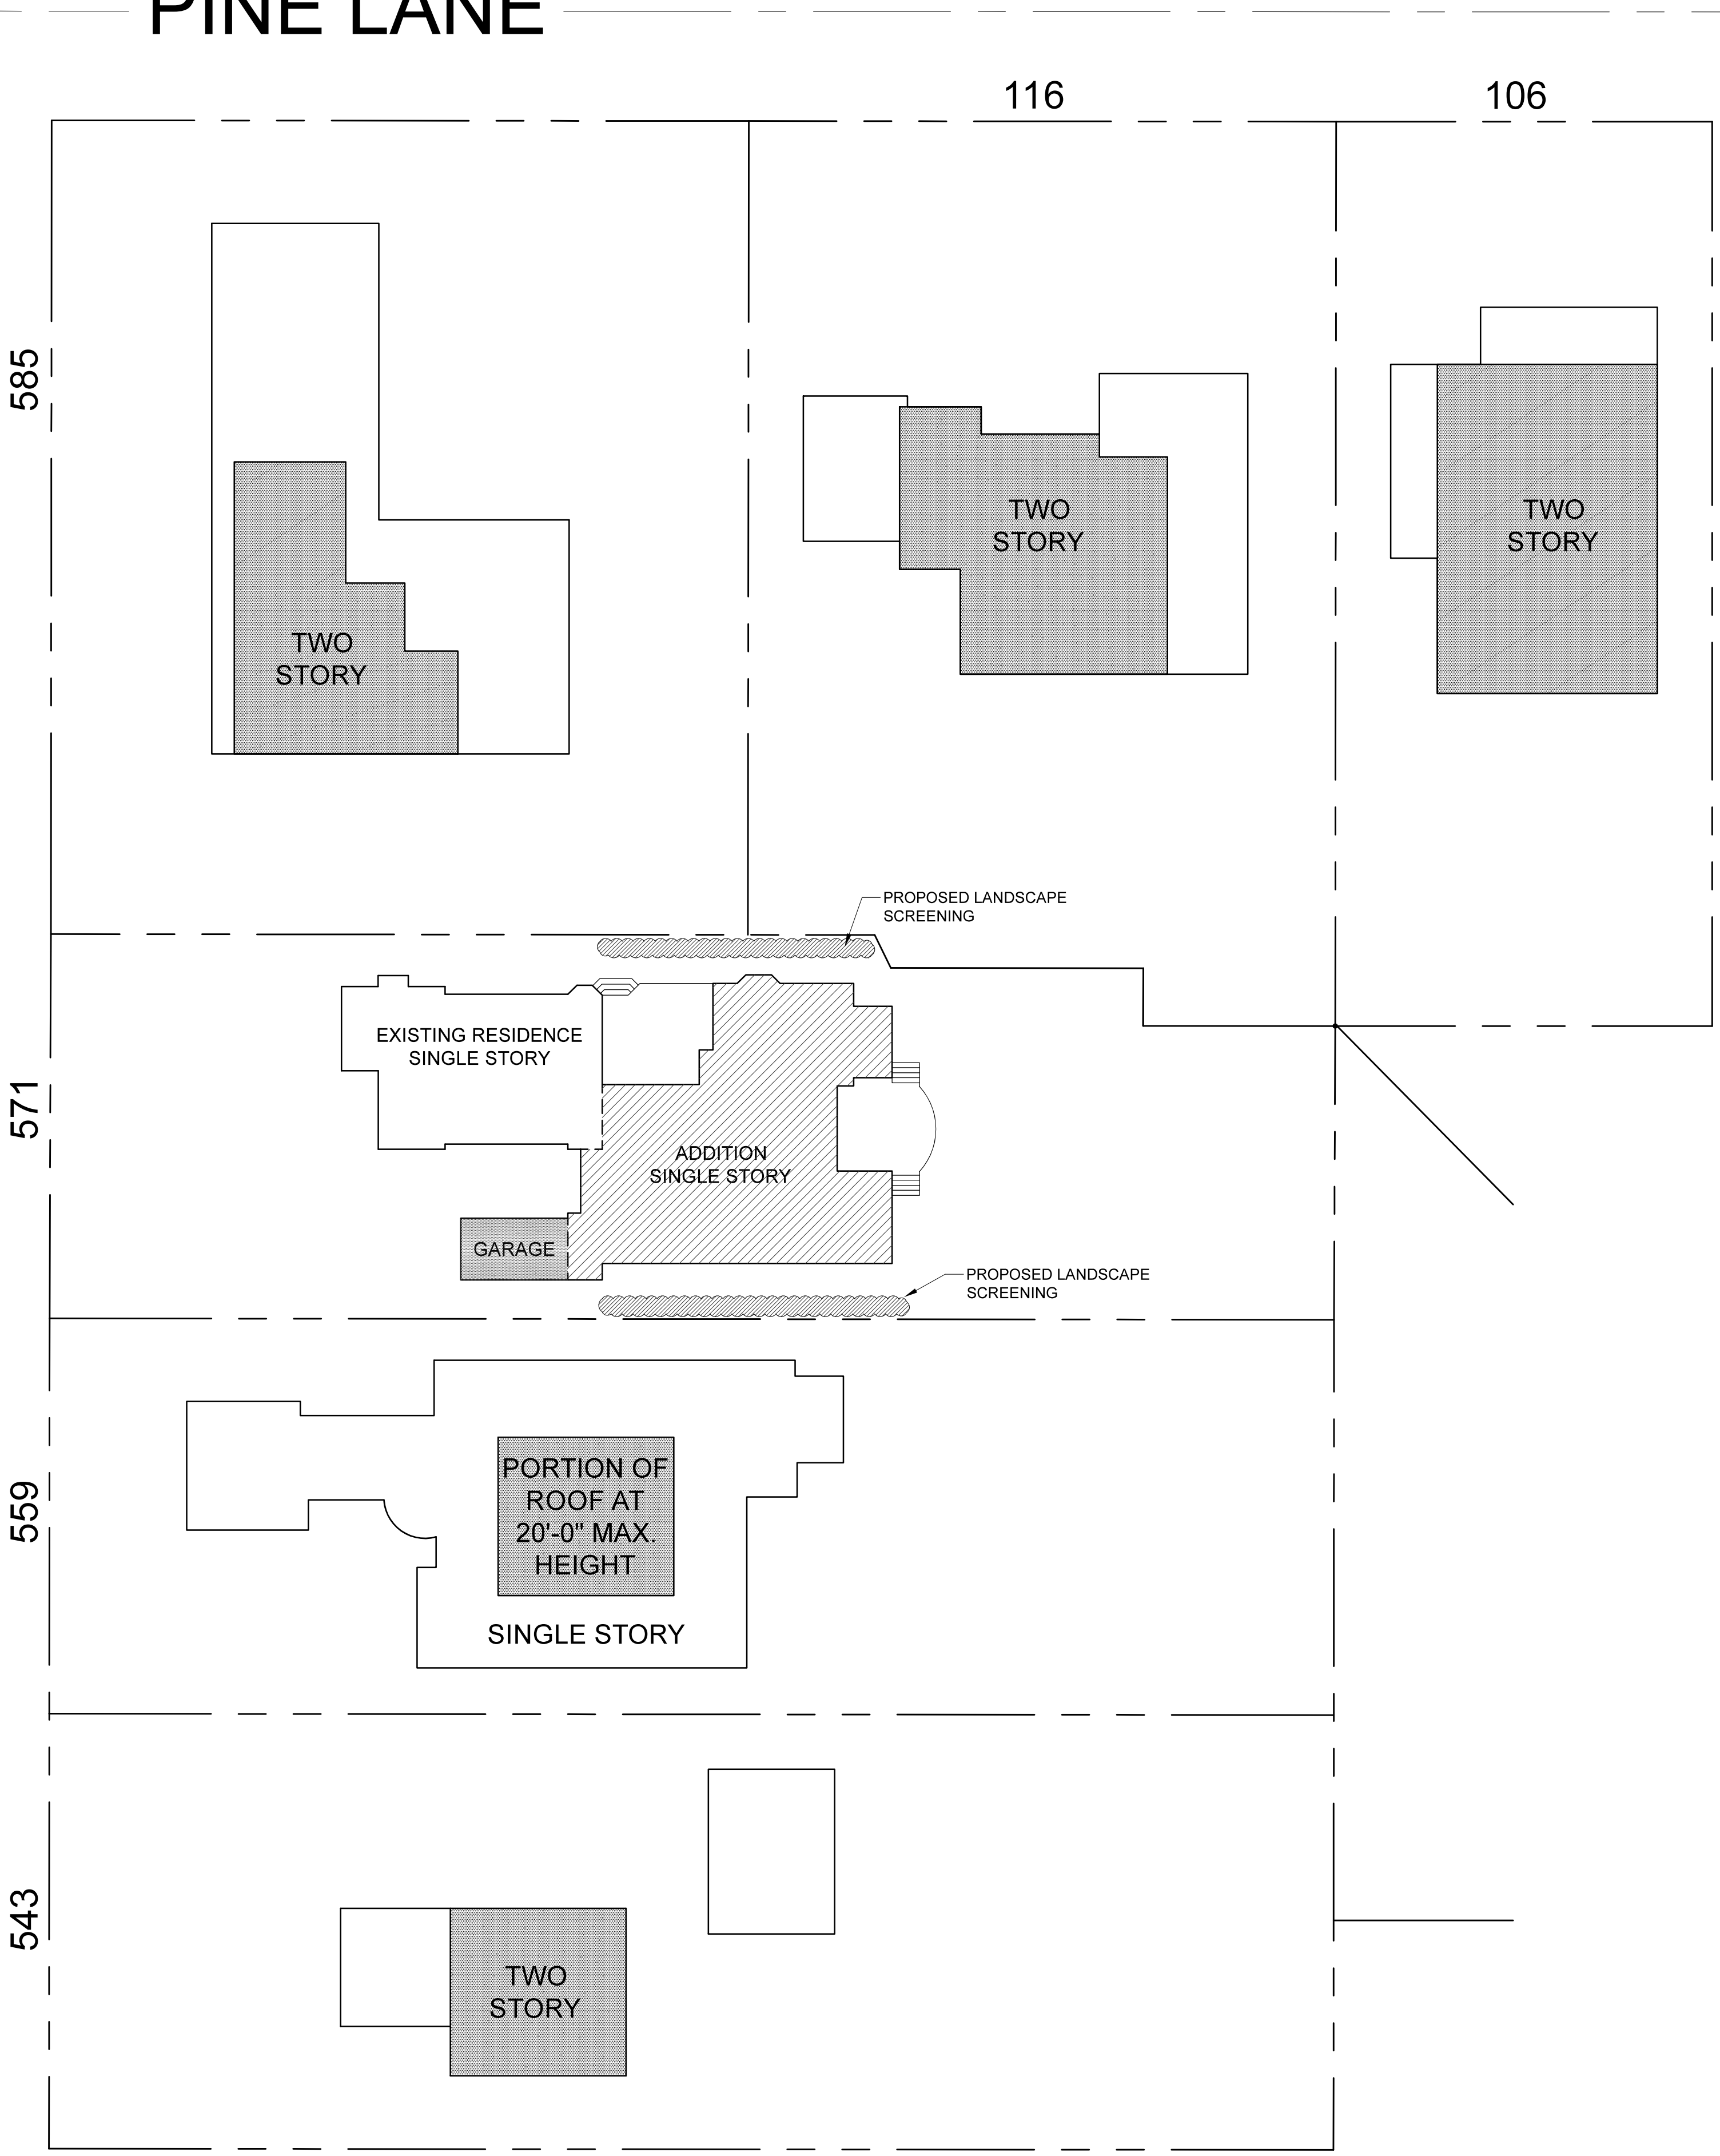 PINE LANE
116
106
585
TWO
STORY
TWO
STORY
TWO
STORY
PROPOSED LANDSCAPE
SCREENING
571
EXISTING RESIDENCE
SINGLE STORY
ADDITION
SINGLE STORY
GARAGE
PROPOSED LANDSCAPE
SCREENING
559
PORTION OF
ROOF AT
20'-0" MAX.
HEIGHT
SINGLE STORY
543
TWO
STORY